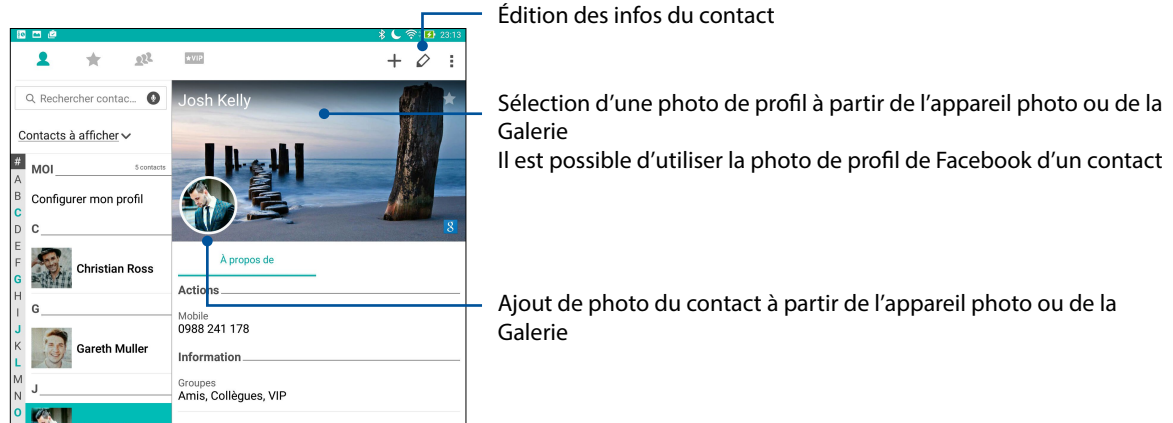 Édition des infos du contact
23:13
VIP
Rechercher contac...
Josh Kelly
Sélection d’une photo de profil à partir de l’appareil photo ou de la
Galerie
Il est possible d’utiliser la photo de profil de Facebook d’un contact
Contacts à afficher
#
A
B
C
D
E
F
G
H
I
J
K
L
M
N
O
MOI
5 contacts
Configurer mon profil
C
Christian Ross
G
Gareth Muller
J
8
À propos de
Actions
Mobile
0988 241 178
Information
Groupes
Amis, Collègues, VIP
Ajout de photo du contact à partir de l’appareil photo ou de la
Galerie